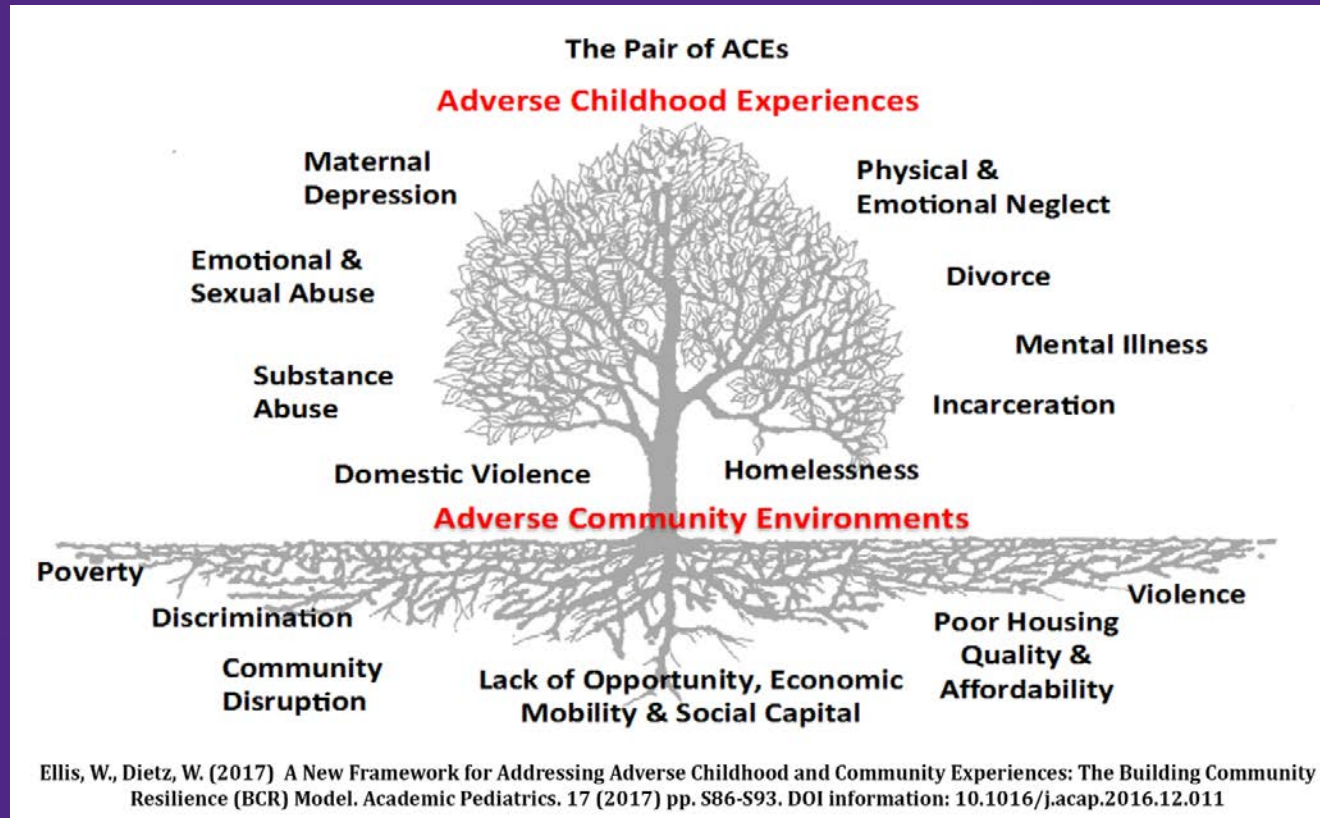 The Pair of ACEs
Adverse Childhood Experiences
Maternal
Depression
Physical &
Emotional Neglect
Emotional &
Sexual Abuse
Divorce
Mental Illness
Substance
Abuse
Incarceration
Domestic Violence
Homelessness
Adverse Community Environments
Poverty
Violence
Discrimination
Poor Housing
Quality &
Affordability
Community
Disruption
Lack of Opportunity, Economic
Mobility & Social Capital
Ellis, W., Dietz, W. (2017) A New Framework for Addressing Adverse Childhood and Community Experiences: The Building Community
Resilience (BCR) Model. Academic Pediatrics. 17 (2017) pp. S86-S93. DOI information: 10.1016/j.acap.2016.12.011